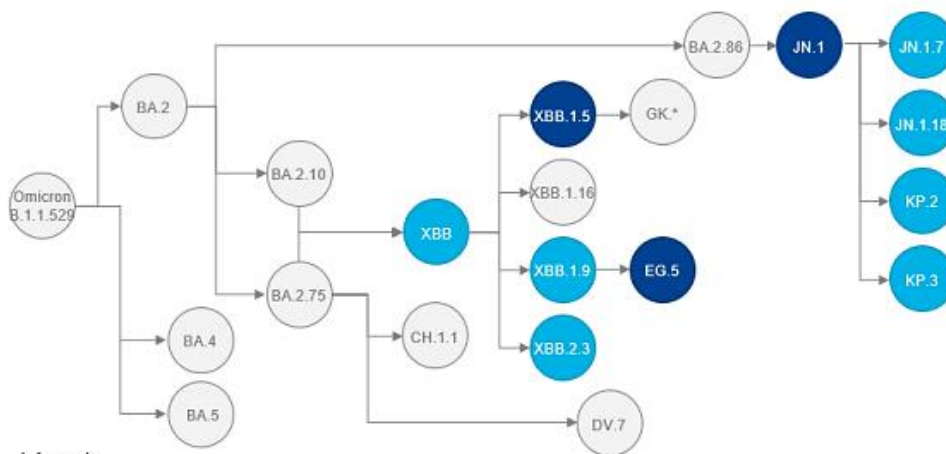 BA.2.86
JN.1
JN.1.7
BA.2
XBB.1.5
GK.*
JN.1.18
BA.2.10
XBB.1.16
Omicron
B.1.1.529
KP.2
XBB
BA.2.75
XBB.1.9
EG.5
KP.3
BA.4
CH.1.1
XBB.2.3
BA.5
DV.7